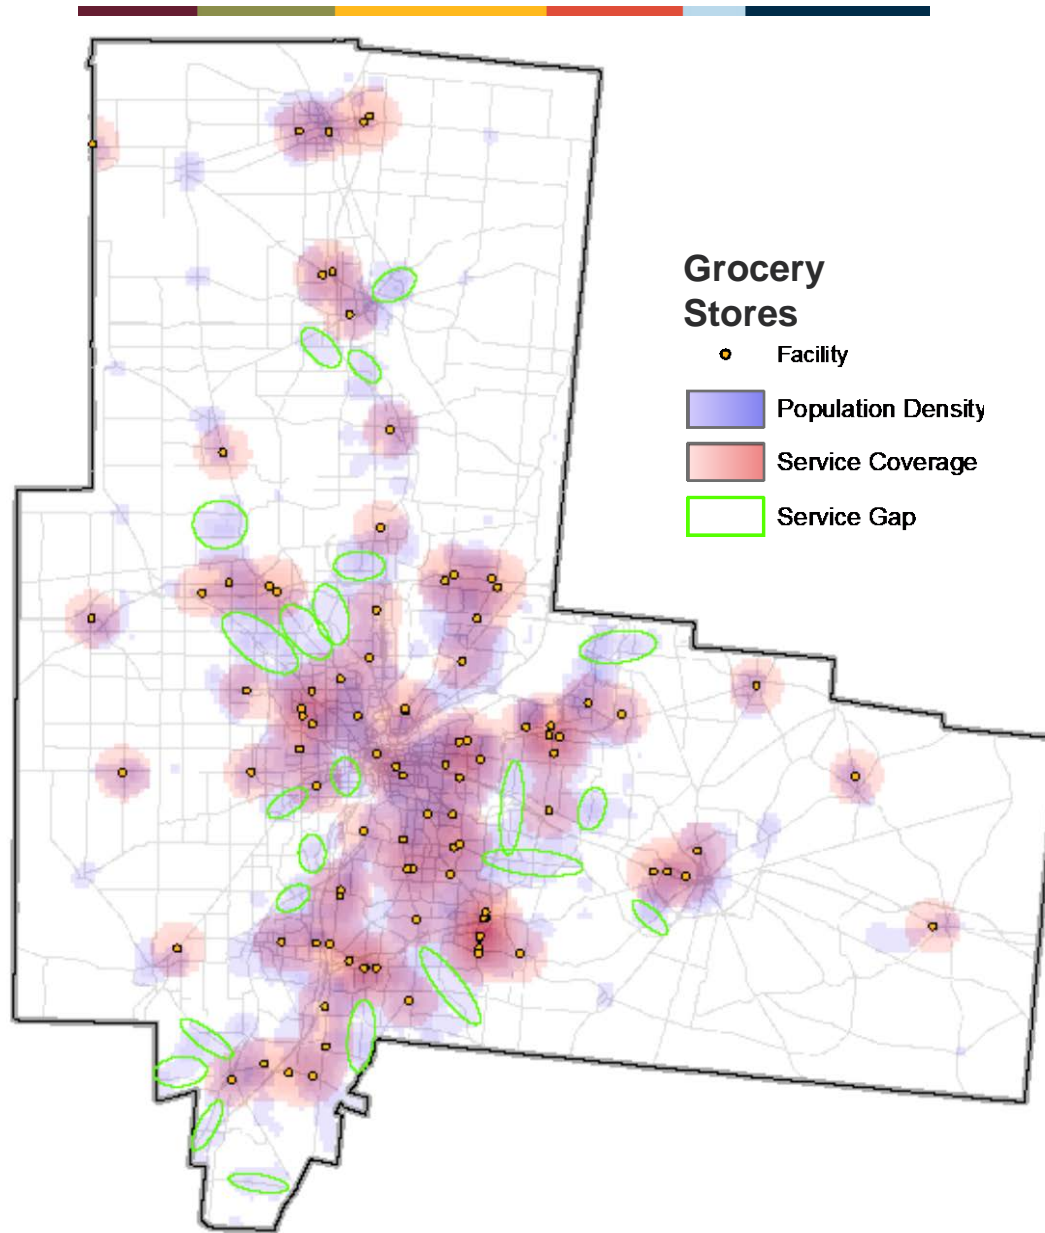 Grocery
Stores
Facility
Population Density
Service Coverage
Service Gap